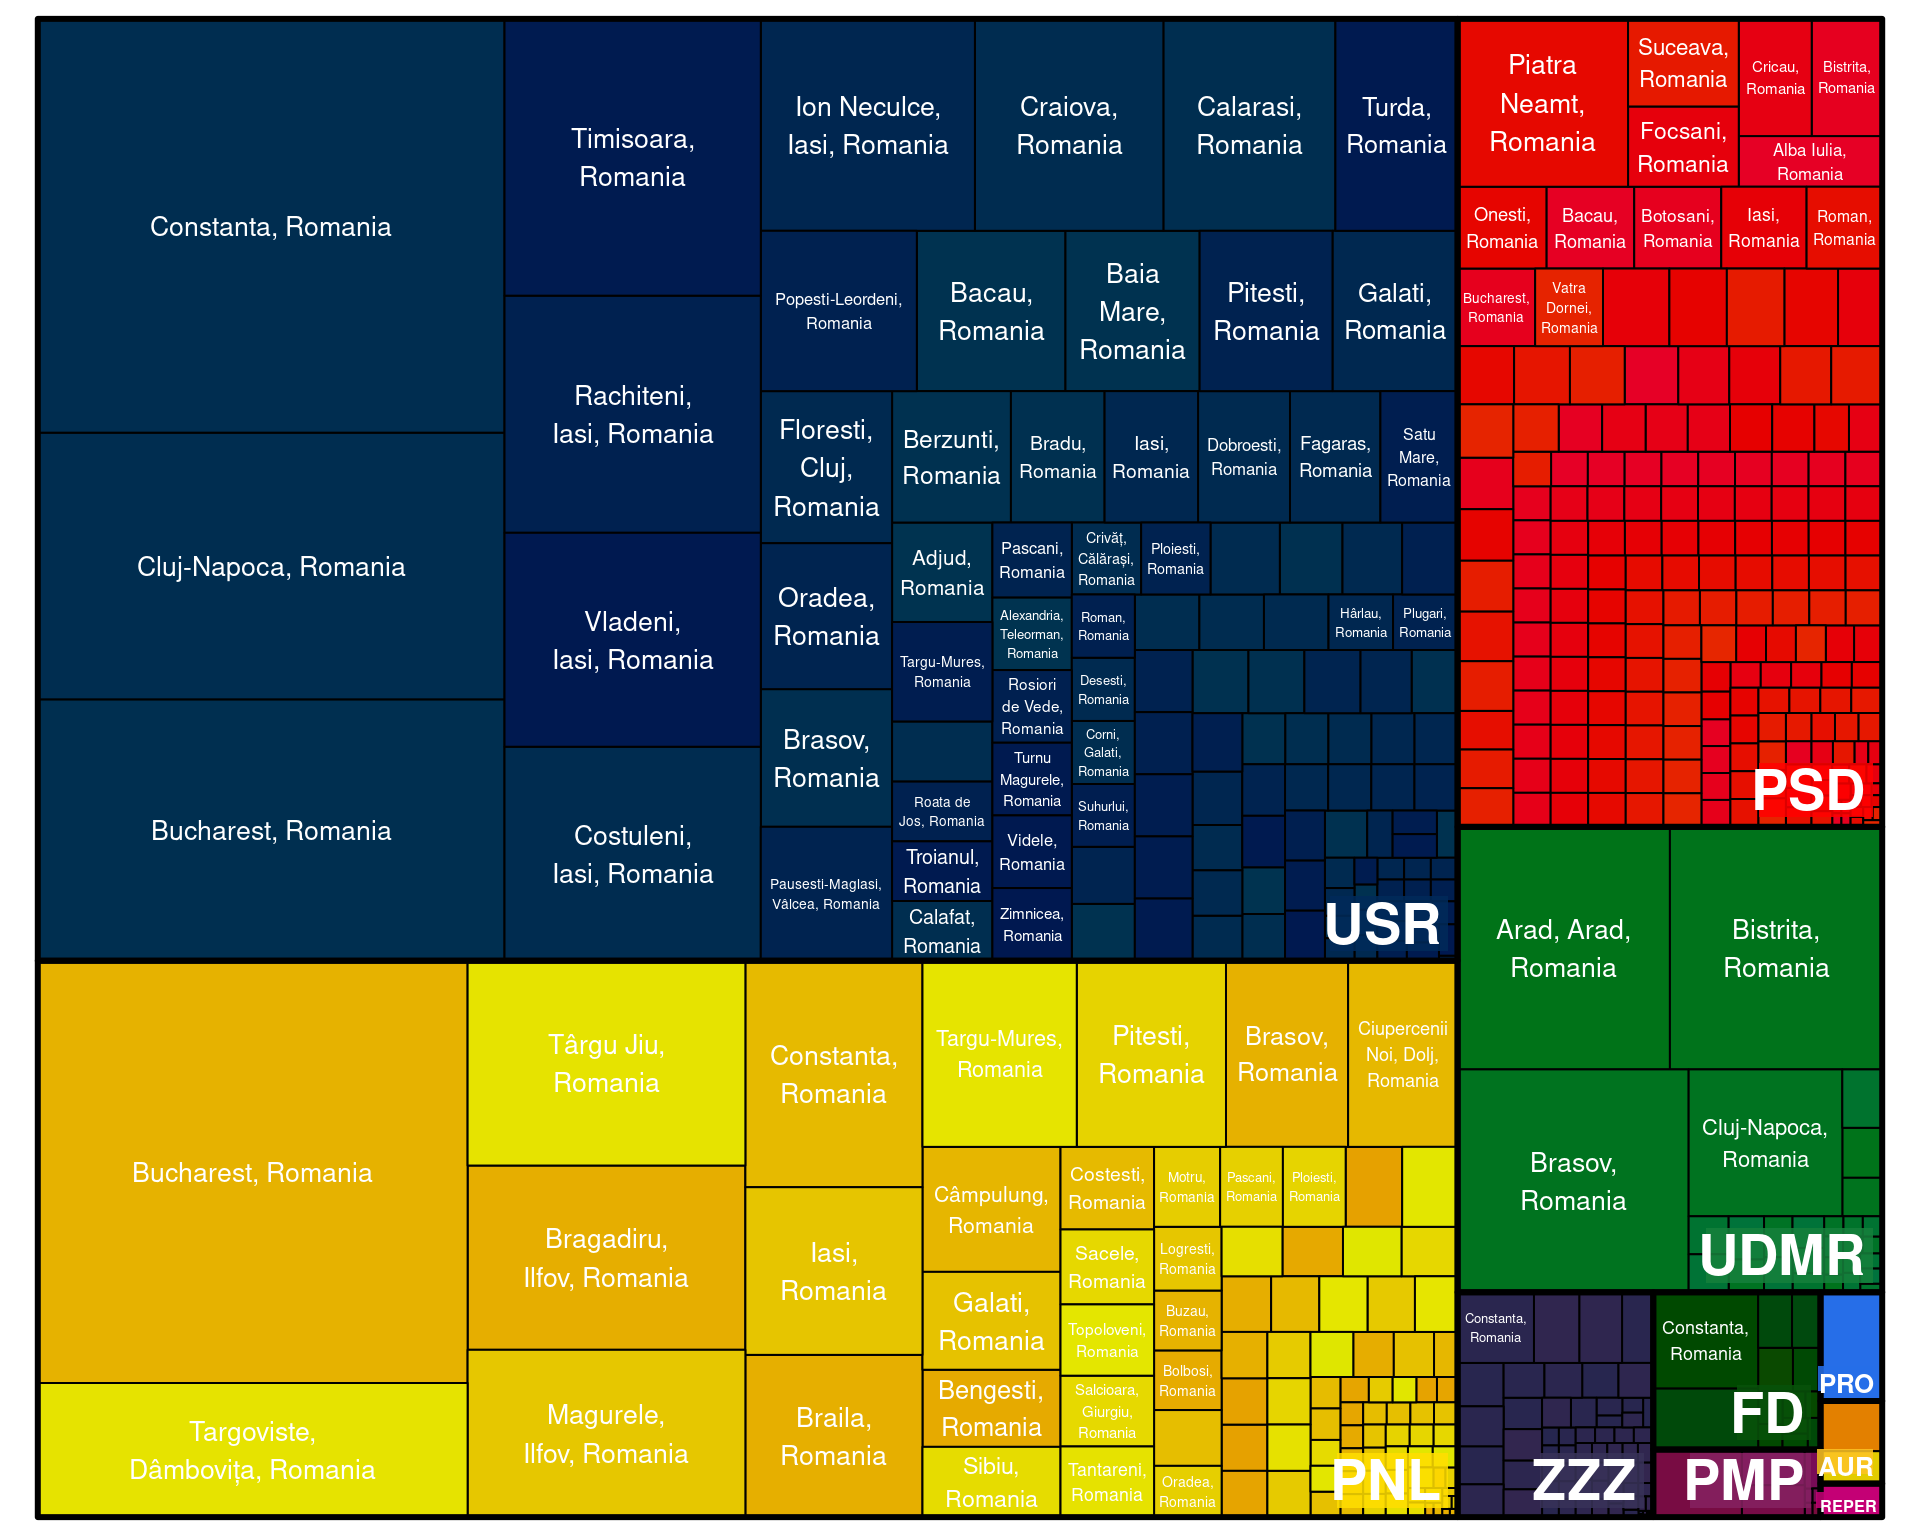 Constanta, Romania
Cluj-Napoca, Romania
Bucharest, Romania
Timisoara,
Romania
Rachiteni,
Iasi, Romania
Vladeni,
Iasi, Romania
Costuleni,
Iasi, Romania
Ion Neculce,
Iasi, Romania
Craiova,
Romania
Calarasi,
Romania
Turda,
Romania
Popesti-Leordeni,
Romania
Bacau,
Romania
Baia
Mare,
Romania
Pitesti,
Romania
Galati,
Romania
Floresti,
Cluj,
Romania
Oradea,
Romania
Brasov,
Romania
Pausesti-Maglasi,
Vâlcea, Romania
Berzunti,
Romania
Bradu,
Romania
Iasi,
Romania
Dobroesti,
Romania
Fagaras,
Romania
Satu
Mare,
Romania
Adjud,
Romania
Targu-Mures,
Romania
Roata de
Jos, Romania
Troianul,
Romania
Calafat,
Romania
Pascani,
Romania
Alexandria,
Teleorman,
Romania
Rosiori
de Vede,
Romania
Turnu
Magurele,
Romania
Videle,
Romania
Zimnicea,
Romania
Crivăț,
Călărași,
Romania
Ploiesti,
Romania
Roman,
Romania
Desesti,
Romania
Corni,
Galati,
Romania
Suhurlui,
Romania
Hârlau,
Romania
Plugari,
Romania
USR
Piatra
Neamt,
Romania
Suceava,
Romania
Focsani,
Romania
Cricau,
Romania
Bistrita,
Romania
Alba Iulia,
Romania
Onesti,
Romania
Bacau,
Romania
Botosani,
Romania
Iasi,
Romania
Roman,
Romania
Bucharest,
Romania
Vatra
Dornei,
Romania
PSD
Arad, Arad,
Romania
Bistrita,
Romania
Brasov,
Romania
Cluj-Napoca,
Romania
UDMR
Bucharest, Romania
Targoviste,
Dâmbovița, Romania
Târgu Jiu,
Romania
Bragadiru,
Ilfov, Romania
Magurele,
Ilfov, Romania
Constanta,
Romania
Iasi,
Romania
Braila,
Romania
Targu-Mures,
Romania
Pitesti,
Romania
Brasov,
Romania
Ciupercenii
Noi, Dolj,
Romania
Câmpulung,
Romania
Galati,
Romania
Bengesti,
Romania
Sibiu,
Romania
Costesti,
Romania
Sacele,
Romania
Topoloveni,
Romania
Salcioara,
Giurgiu,
Romania
Tantareni,
Romania
Motru,
Romania
Pascani,
Romania
Ploiesti,
Romania
Logresti,
Romania
Buzau,
Romania
Bolbosi,
Romania
Oradea,
Romania
PNL
Constanta,
Romania
ZZZ
Constanta,
Romania
FD
PMP
PRO
AUR
REPER